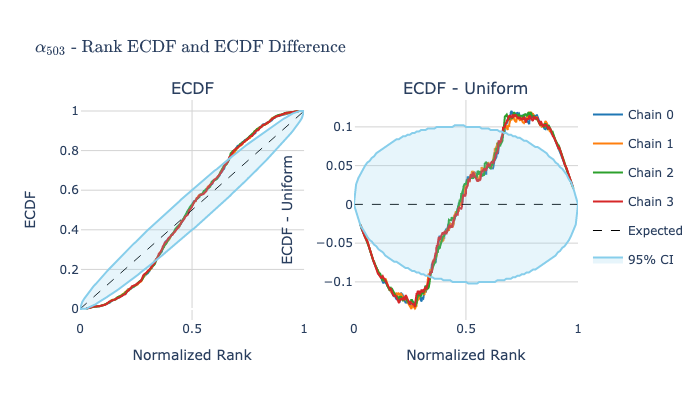 α503 - Rank ECDF and ECDF Difference
ECDF
ECDF - Uniform
1
0.8
0.6
0.4
0.2
0
ECDF
0
0.5
1
Normalized Rank
0.1
0.05
0
−0.05
−0.1
ECDF - Uniform
0
0.5
1
Normalized Rank
Chain 0
Chain 1
Chain 2
Chain 3
Expected
95% CI